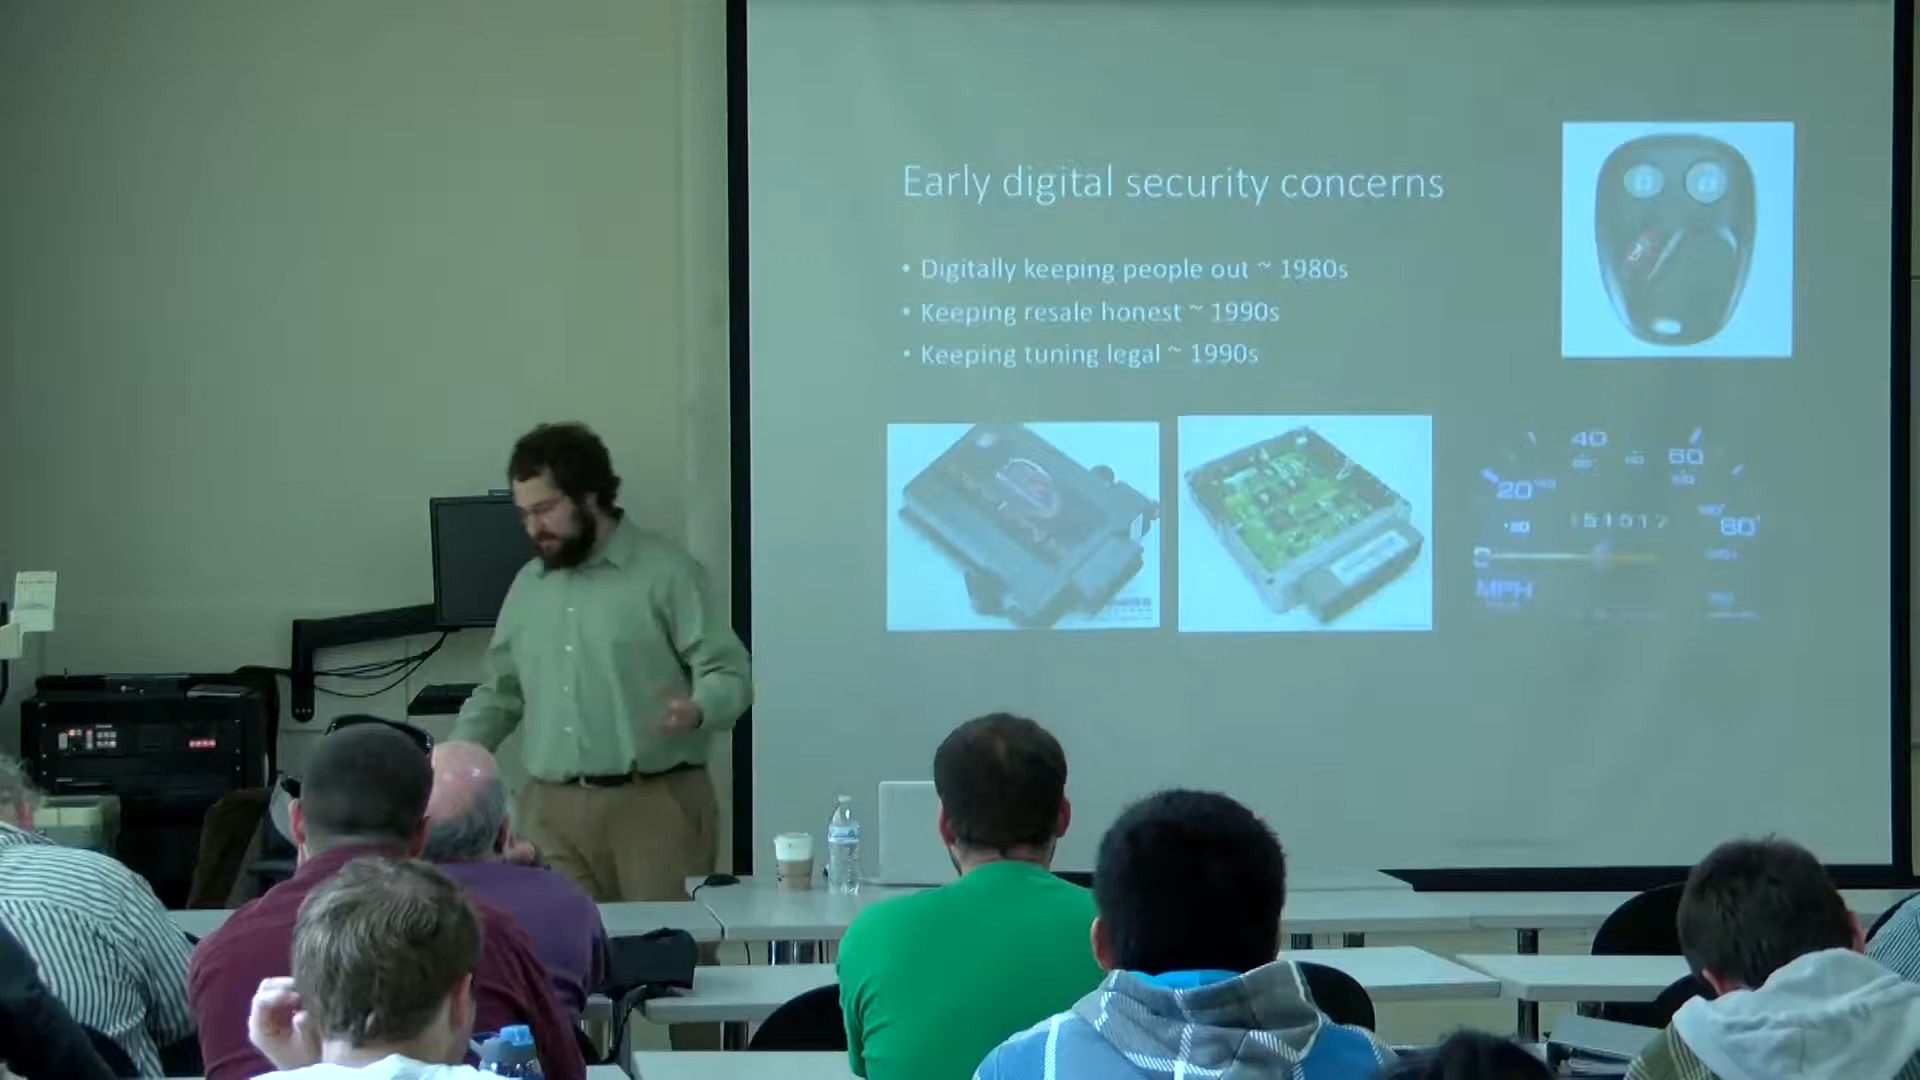 Early digital security concerns
• Digitally keeping people out ~ 1980s
• Keeping resale honest ~ 1990s
• Keeping tuning legal ~ 1990s
40
60
20
80
MPH